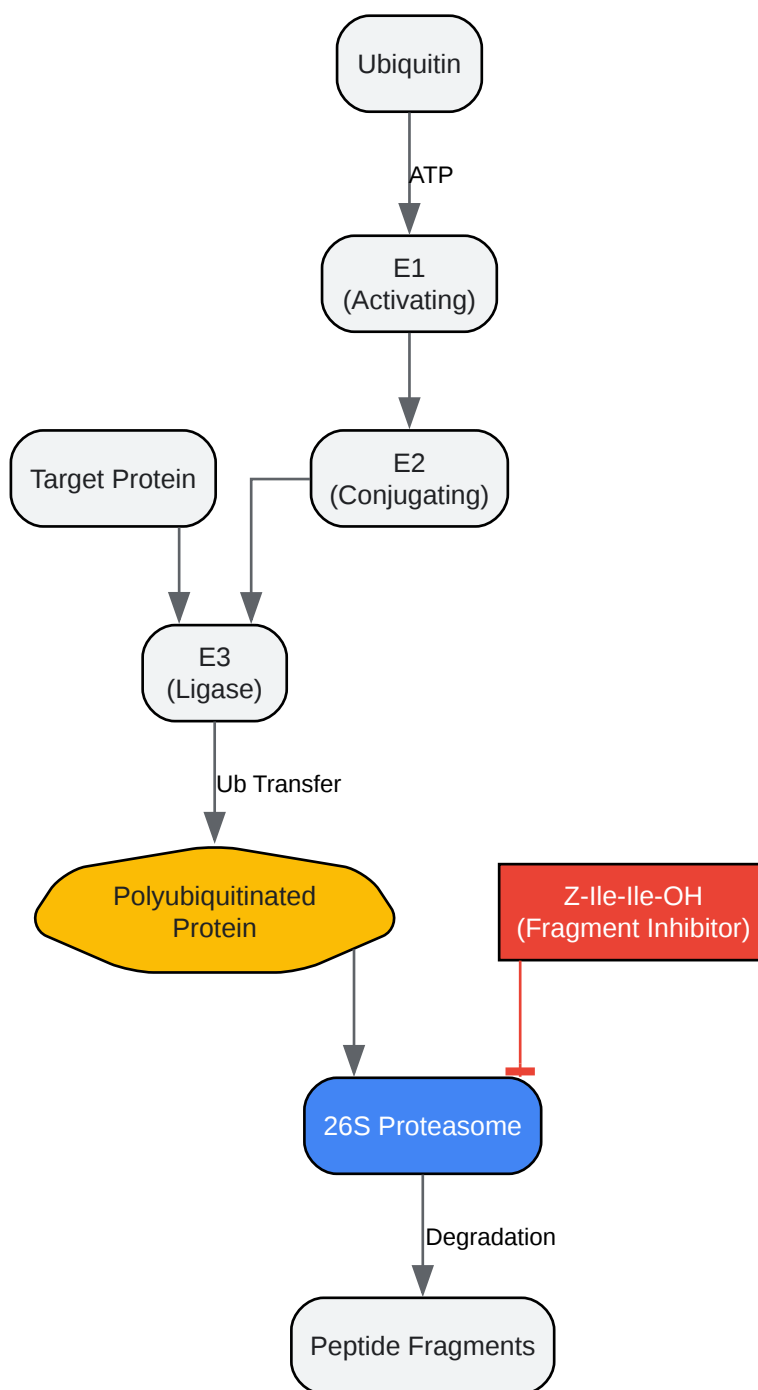 Ubiquitin
ATP
E1
(Activating)
E2
(Conjugating)
Target Protein
E3
(Ligase)
Ub Transfer
Polyubiquitinated
Protein
Z-Ile-Ile-OH
(Fragment Inhibitor)
26S Proteasome
Degradation
Peptide Fragments